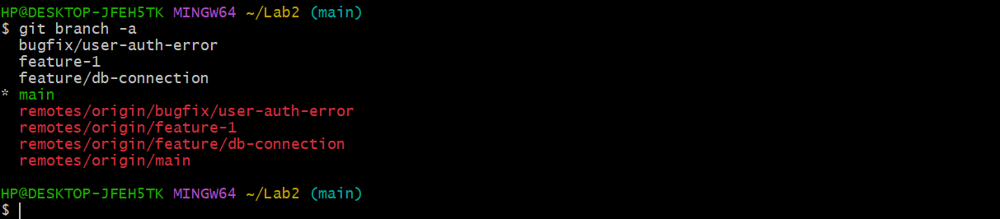 HP@DESKTOP-JFEH5TK MINGW64 ~/Lab2 (main)
$ git branch -a
  bugfix/user-auth-error
  feature-1
  feature/db-connection
* main
  remotes/origin/bugfix/user-auth-error
  remotes/origin/feature-1
  remotes/origin/feature/db-connection
  remotes/origin/main
HP@DESKTOP-JFEH5TK MINGW64 ~/Lab2 (main)
$